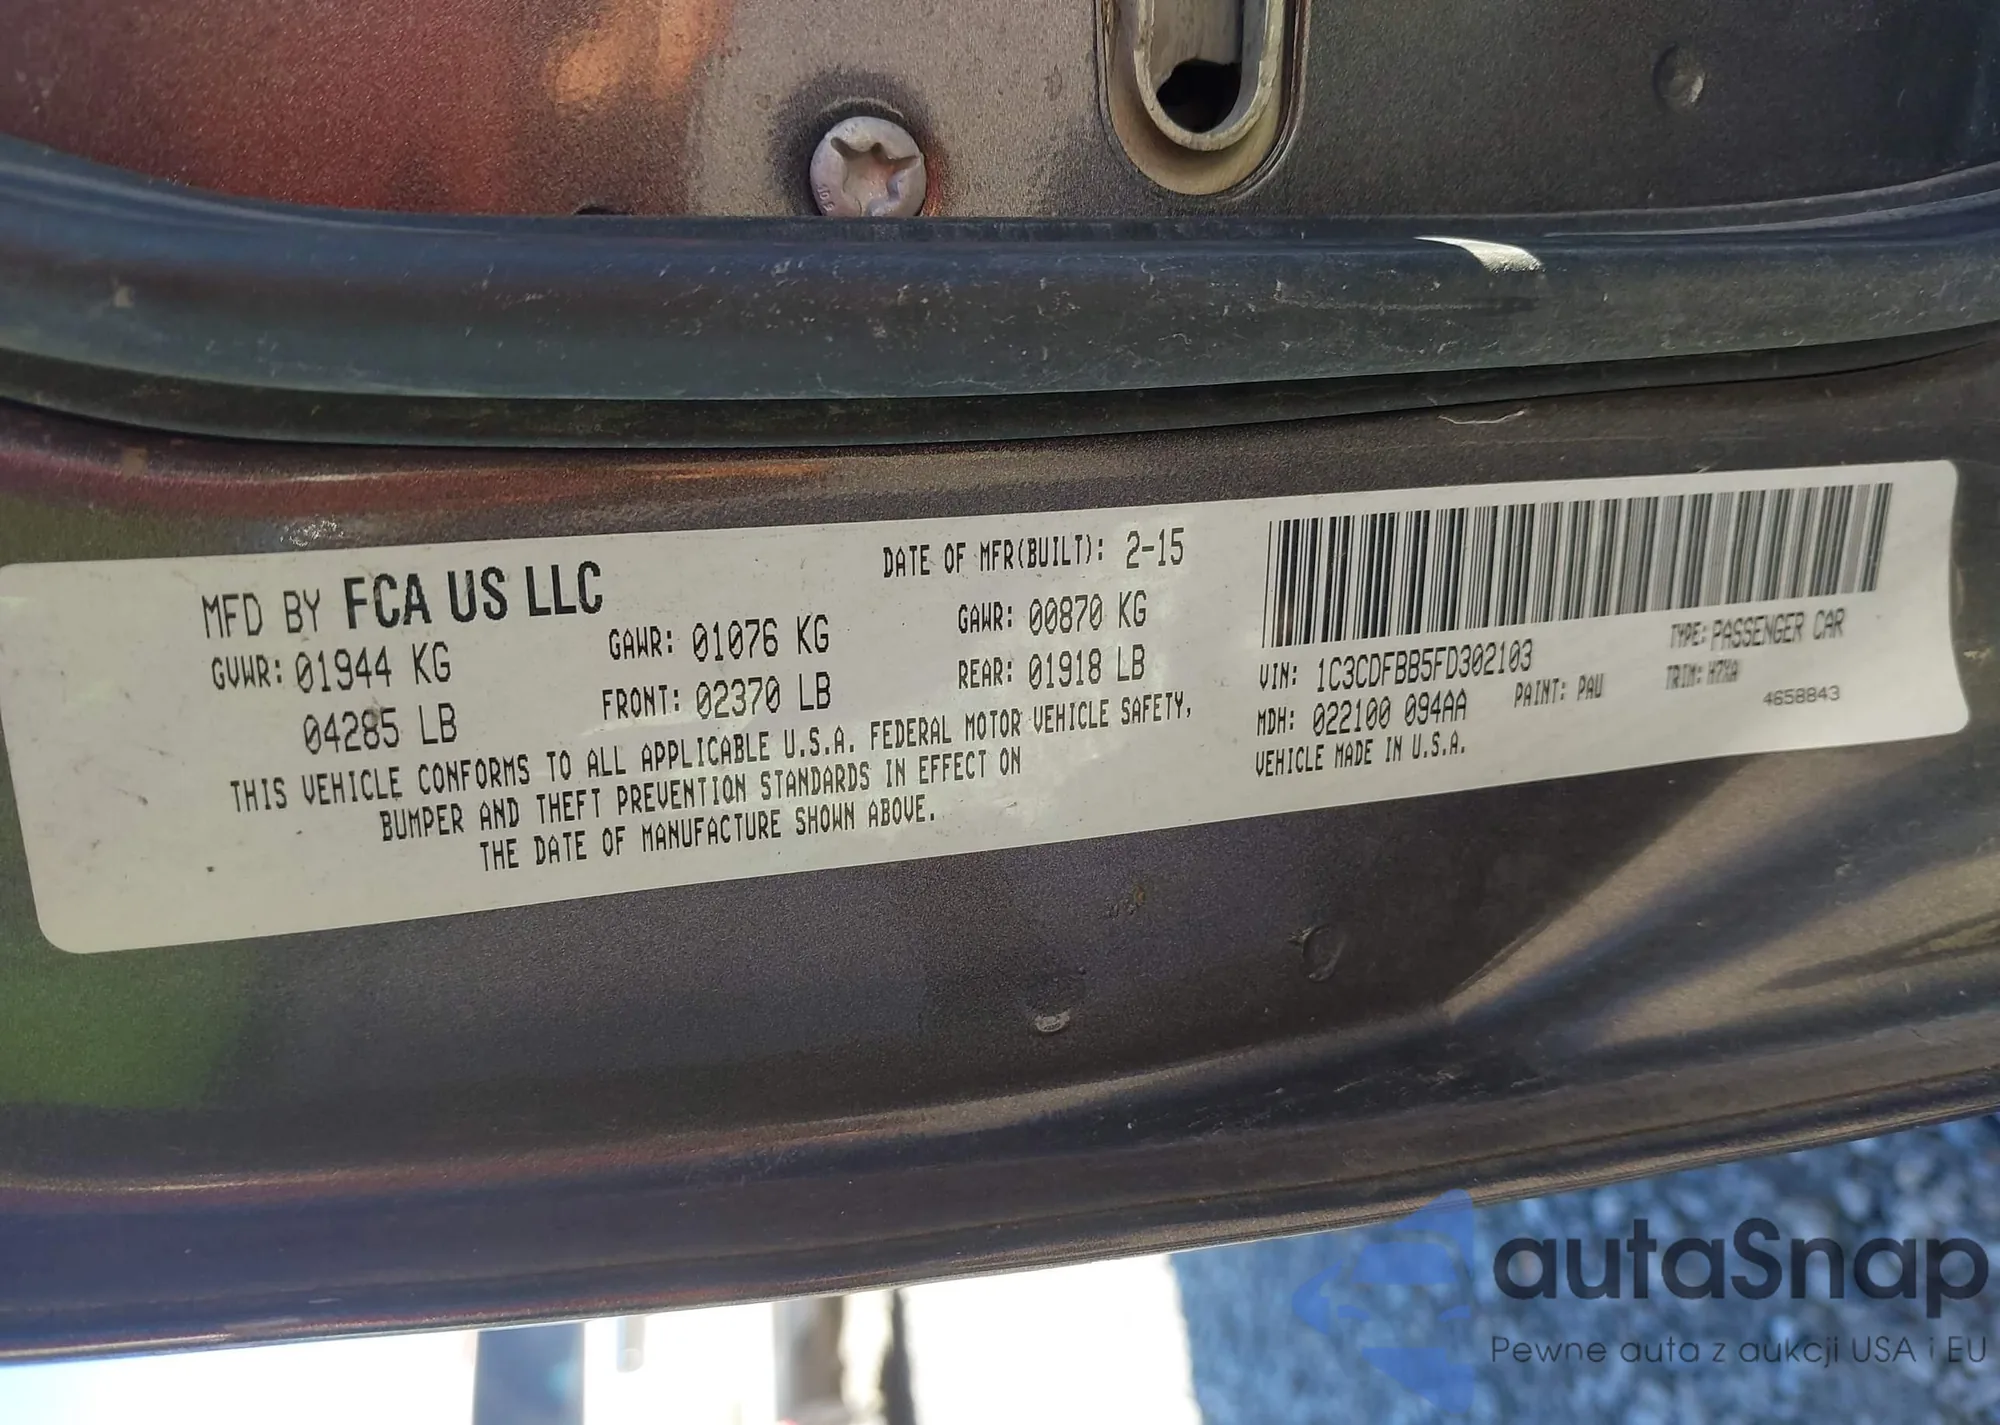 MFD BY FCA US LLC
DATE OF MFR(BUILT): 2-15
GVWR: 01944 KG
04285 LB
GAWR: 01076 KG
FRONT: 02370 LB
GAWR: 00870 KG
REAR: 01918 LB
THIS VEHICLE CONFORMS TO ALL APPLICABLE U.S.A. FEDERAL MOTOR VEHICLE SAFETY,
BUMPER AND THEFT PREVENTION STANDARDS IN EFFECT ON
THE DATE OF MANUFACTURE SHOWN ABOVE.
VIN: 1C3CDFBB5FD302103
TYPE: PASSENGER CAR
MDH: 022100 094AA
PAINT: PAU
TRIM: H7XA
4658843
VEHICLE MADE IN U.S.A.
autaSnap
Pewne auta z aukcji USA i EU